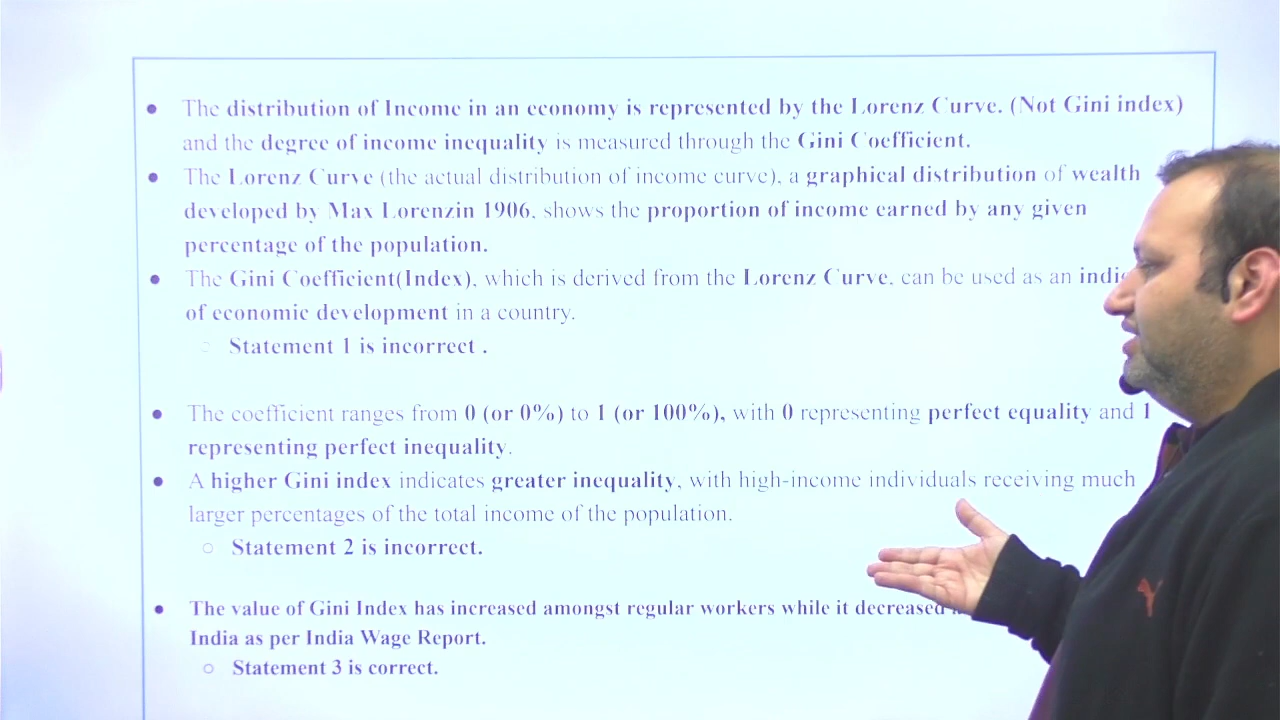 The distribution of Income in an economy is represented by the Lorenz Curve. (Not Gini index)
and the degree of income inequality is measured through the Gini Coefficient.
The Lorenz Curve (the actual distribution of income curve), a graphical distribution of wealth
developed by Max Lorenzin 1906, shows the proportion of income earned by any given
percentage of the population.
The Gini Coefficient(Index), which is derived from the Lorenz Curve, can be used as an
of economic development in a country.
Statement 1 is incorrect .
The coefficient ranges from 0 (or 0%) to 1 (or 100%), with 0 representing perfect equality and 1
representing perfect inequality.
A higher Gini index indicates greater inequality, with high-income individuals receiving much
larger percentages of the total income of the population.
Statement 2 is incorrect.
The value of Gini Index has increased amongst regular workers while it decreased
India as per India Wage Report.
Statement 3 is correct.